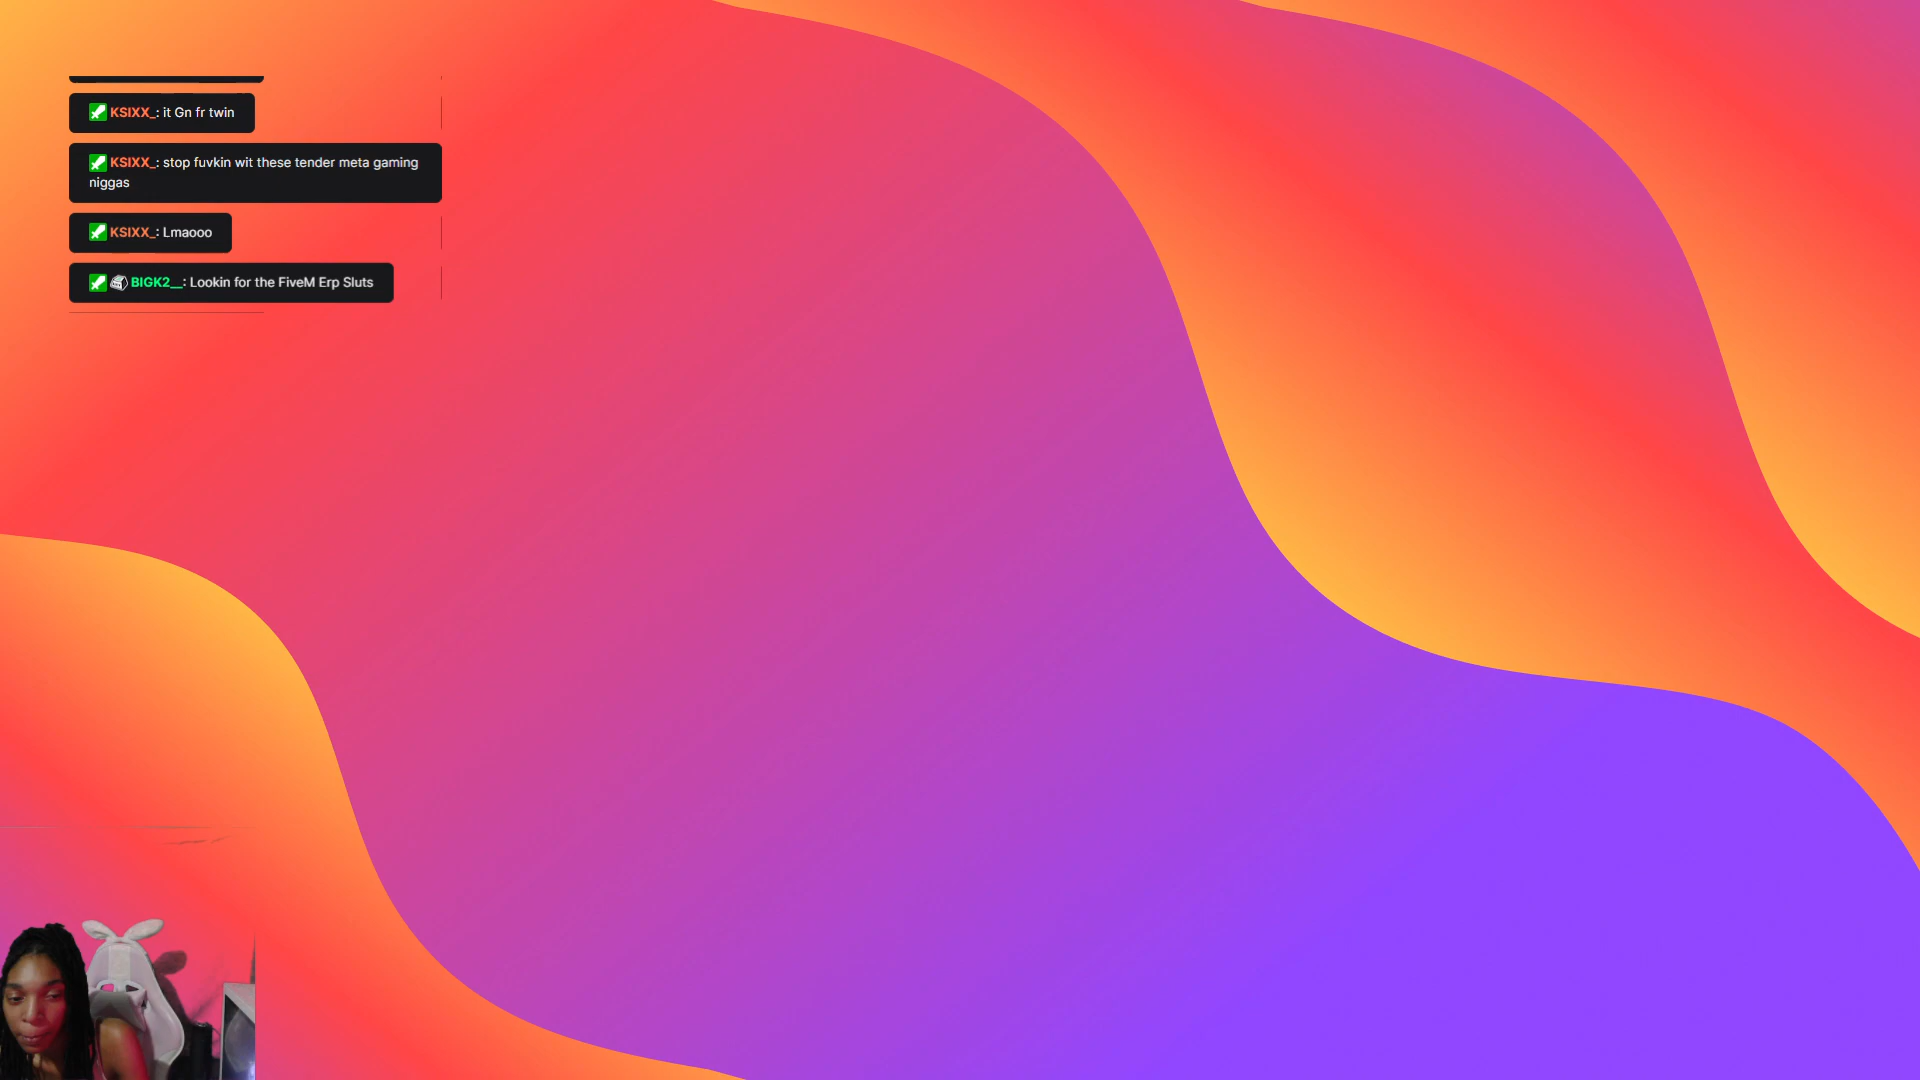 KSIXX_: it Gn fr twin
KSIXX_: stop fuvkin wit these tender meta gaming
niggas
KSIXX_: Lmaooo
BIGK2__: Lookin for the FiveM Erp Sluts